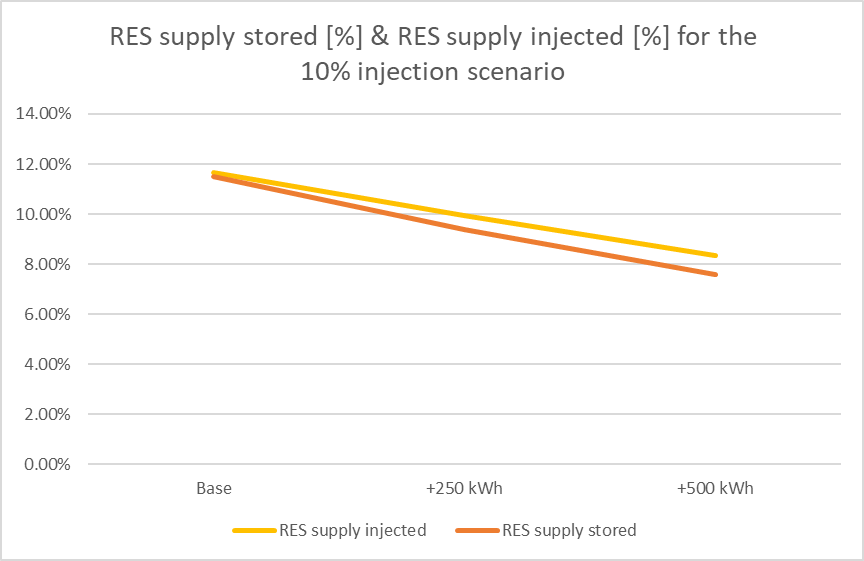 RES supply stored [%] & RES supply injected [%] for the
10% injection scenario
14.00%
12.00%
10.00%
8.00%
6.00%
4.00%
2.00%
0.00%
Base +250 kWh +500 kWh
RES supply injected RES supply stored